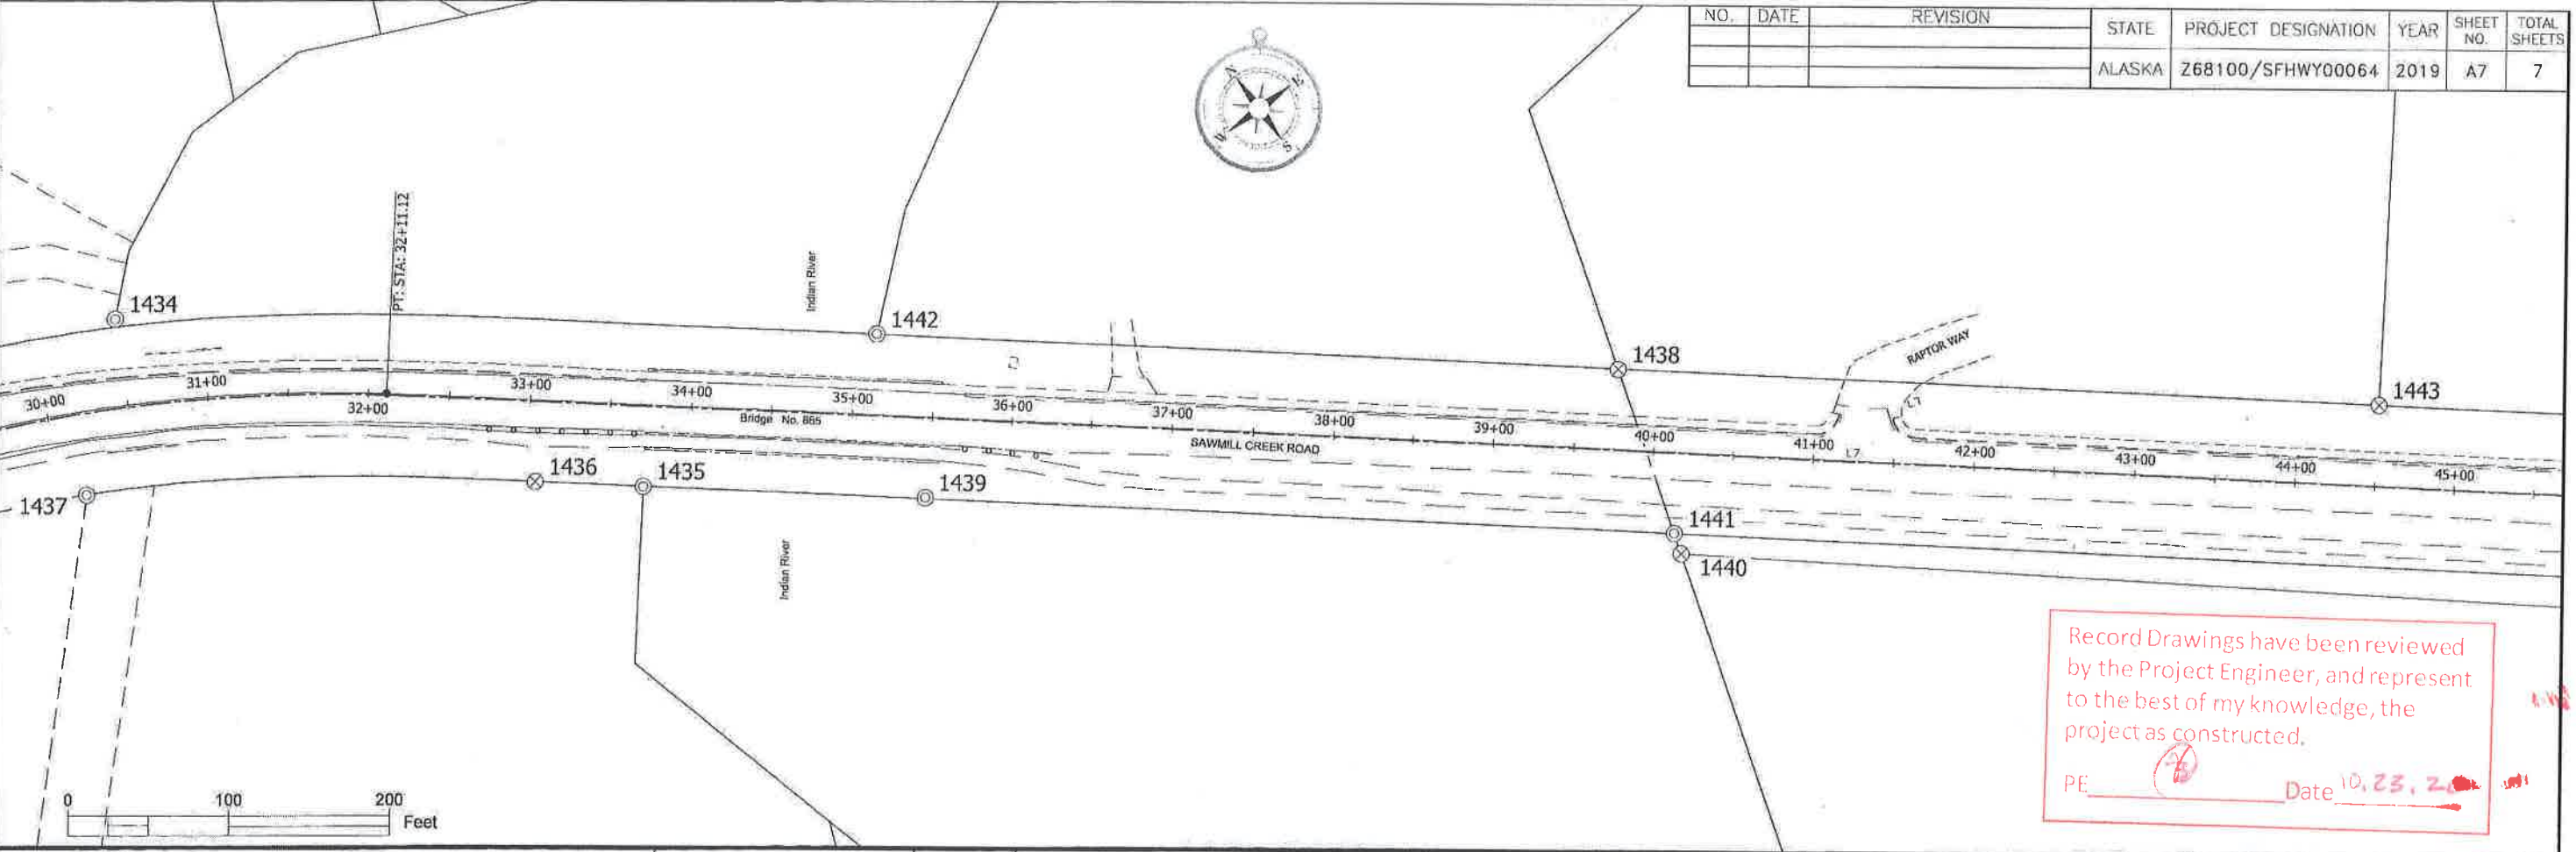 NO. DATE REVISION
STATE PROJECT DESIGNATION YEAR SHEET NO. TOTAL SHEETS
ALASKA Z68100/SFHWY00064 2019 A7 7
N
E
W
S
PT: STA: 32+11.12
Indian River
1434
1442
1438
1443
RAPTOR WAY
L7
30+00
31+00
32+00
33+00
34+00
35+00
36+00
37+00
38+00
39+00
40+00
41+00
L7
42+00
43+00
44+00
45+00
Bridge No. 865
SAWMILL CREEK ROAD
1437
1436
1435
1439
1441
1440
Indian River
Record Drawings have been reviewed
by the Project Engineer, and represent
to the best of my knowledge, the
project as constructed.
PE Date 10.23.
0 100 200
Feet